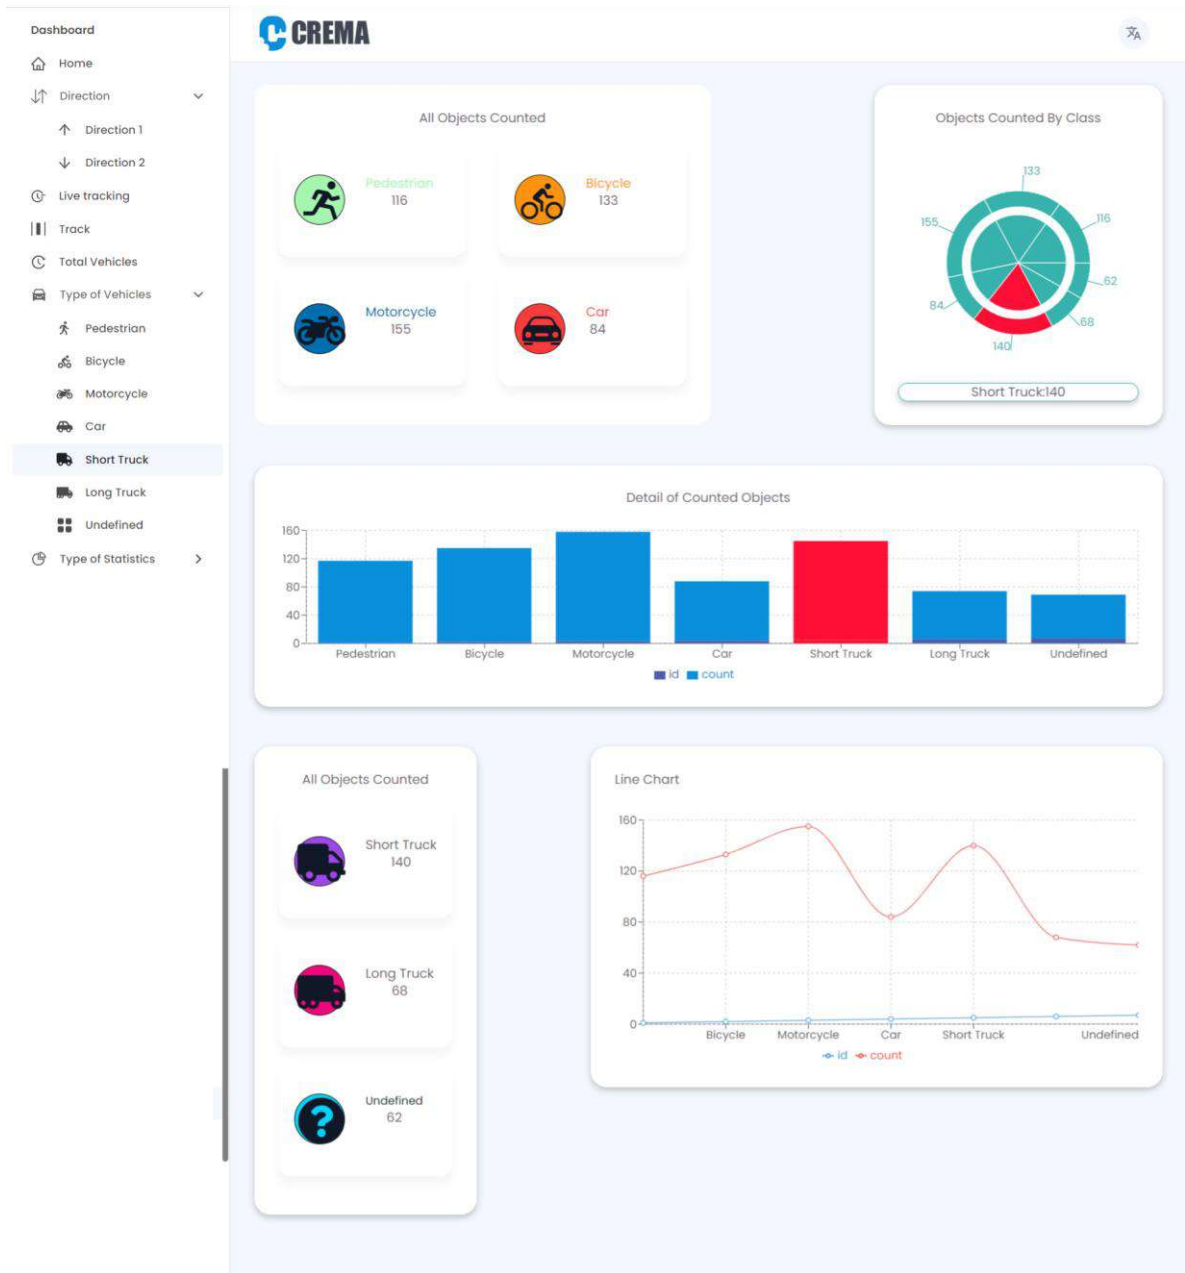 Dashboard
Home
Direction
Direction 1
Direction 2
Live tracking
Track
Total Vehicles
Type of Vehicles
Pedestrian
Bicycle
Motorcycle
Car
Short Truck
Long Truck
Undefined
Type of Statistics
CREMA
All Objects Counted
Pedestrian
116
Bicycle
133
Motorcycle
155
Car
84
Objects Counted By Class
133
155
116
62
84
68
140
Short Truck:140
Detail of Counted Objects
160
120
80
40
0
Pedestrian Bicycle Motorcycle Car Short Truck Long Truck Undefined
id count
All Objects Counted
Short Truck
140
Long Truck
68
Undefined
62
Line Chart
160
120
80
40
0
Bicycle Motorcycle Car Short Truck Undefined
id count